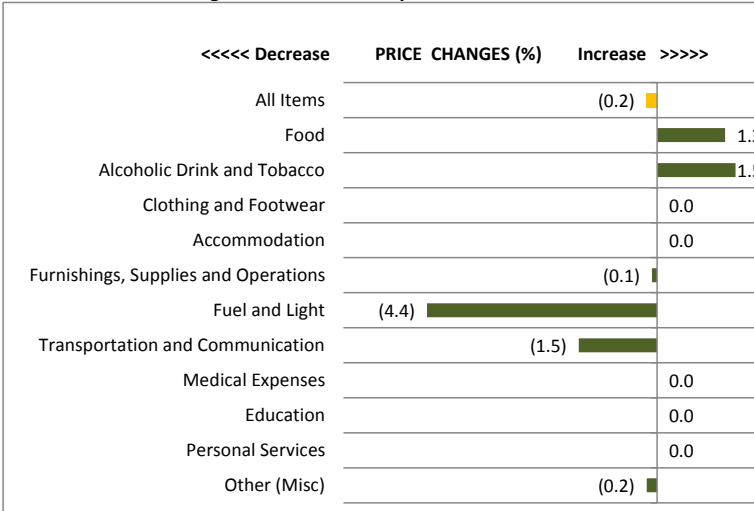 <<<<< Decrease PRICE CHANGES (%) Increase >>>>>
All Items (0.2)
Food
Alcoholic Drink and Tobacco
Clothing and Footwear 0.0
Accommodation 0.0
Furnishings, Supplies and Operations (0.1)
Fuel and Light (4.4)
Transportation and Communication (1.5)
Medical Expenses 0.0
Education 0.0
Personal Services 0.0
Other (Misc) (0.2)